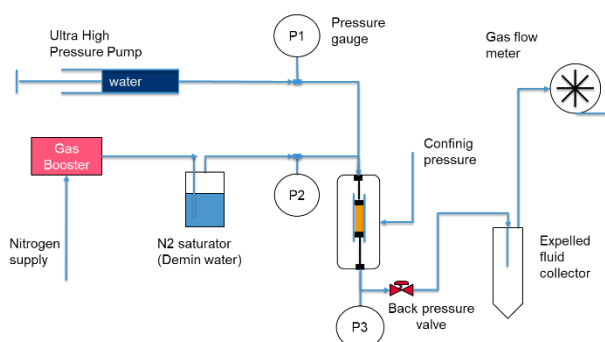 Ultra High
Pressure Pump
water
P1
Pressure
gauge
Gas flow
meter
Gas
Booster
P2
Confinig
pressure
Nitrogen
supply
N2 saturator
(Demin water)
P3
Back pressure
valve
Expelled
fluid
collector